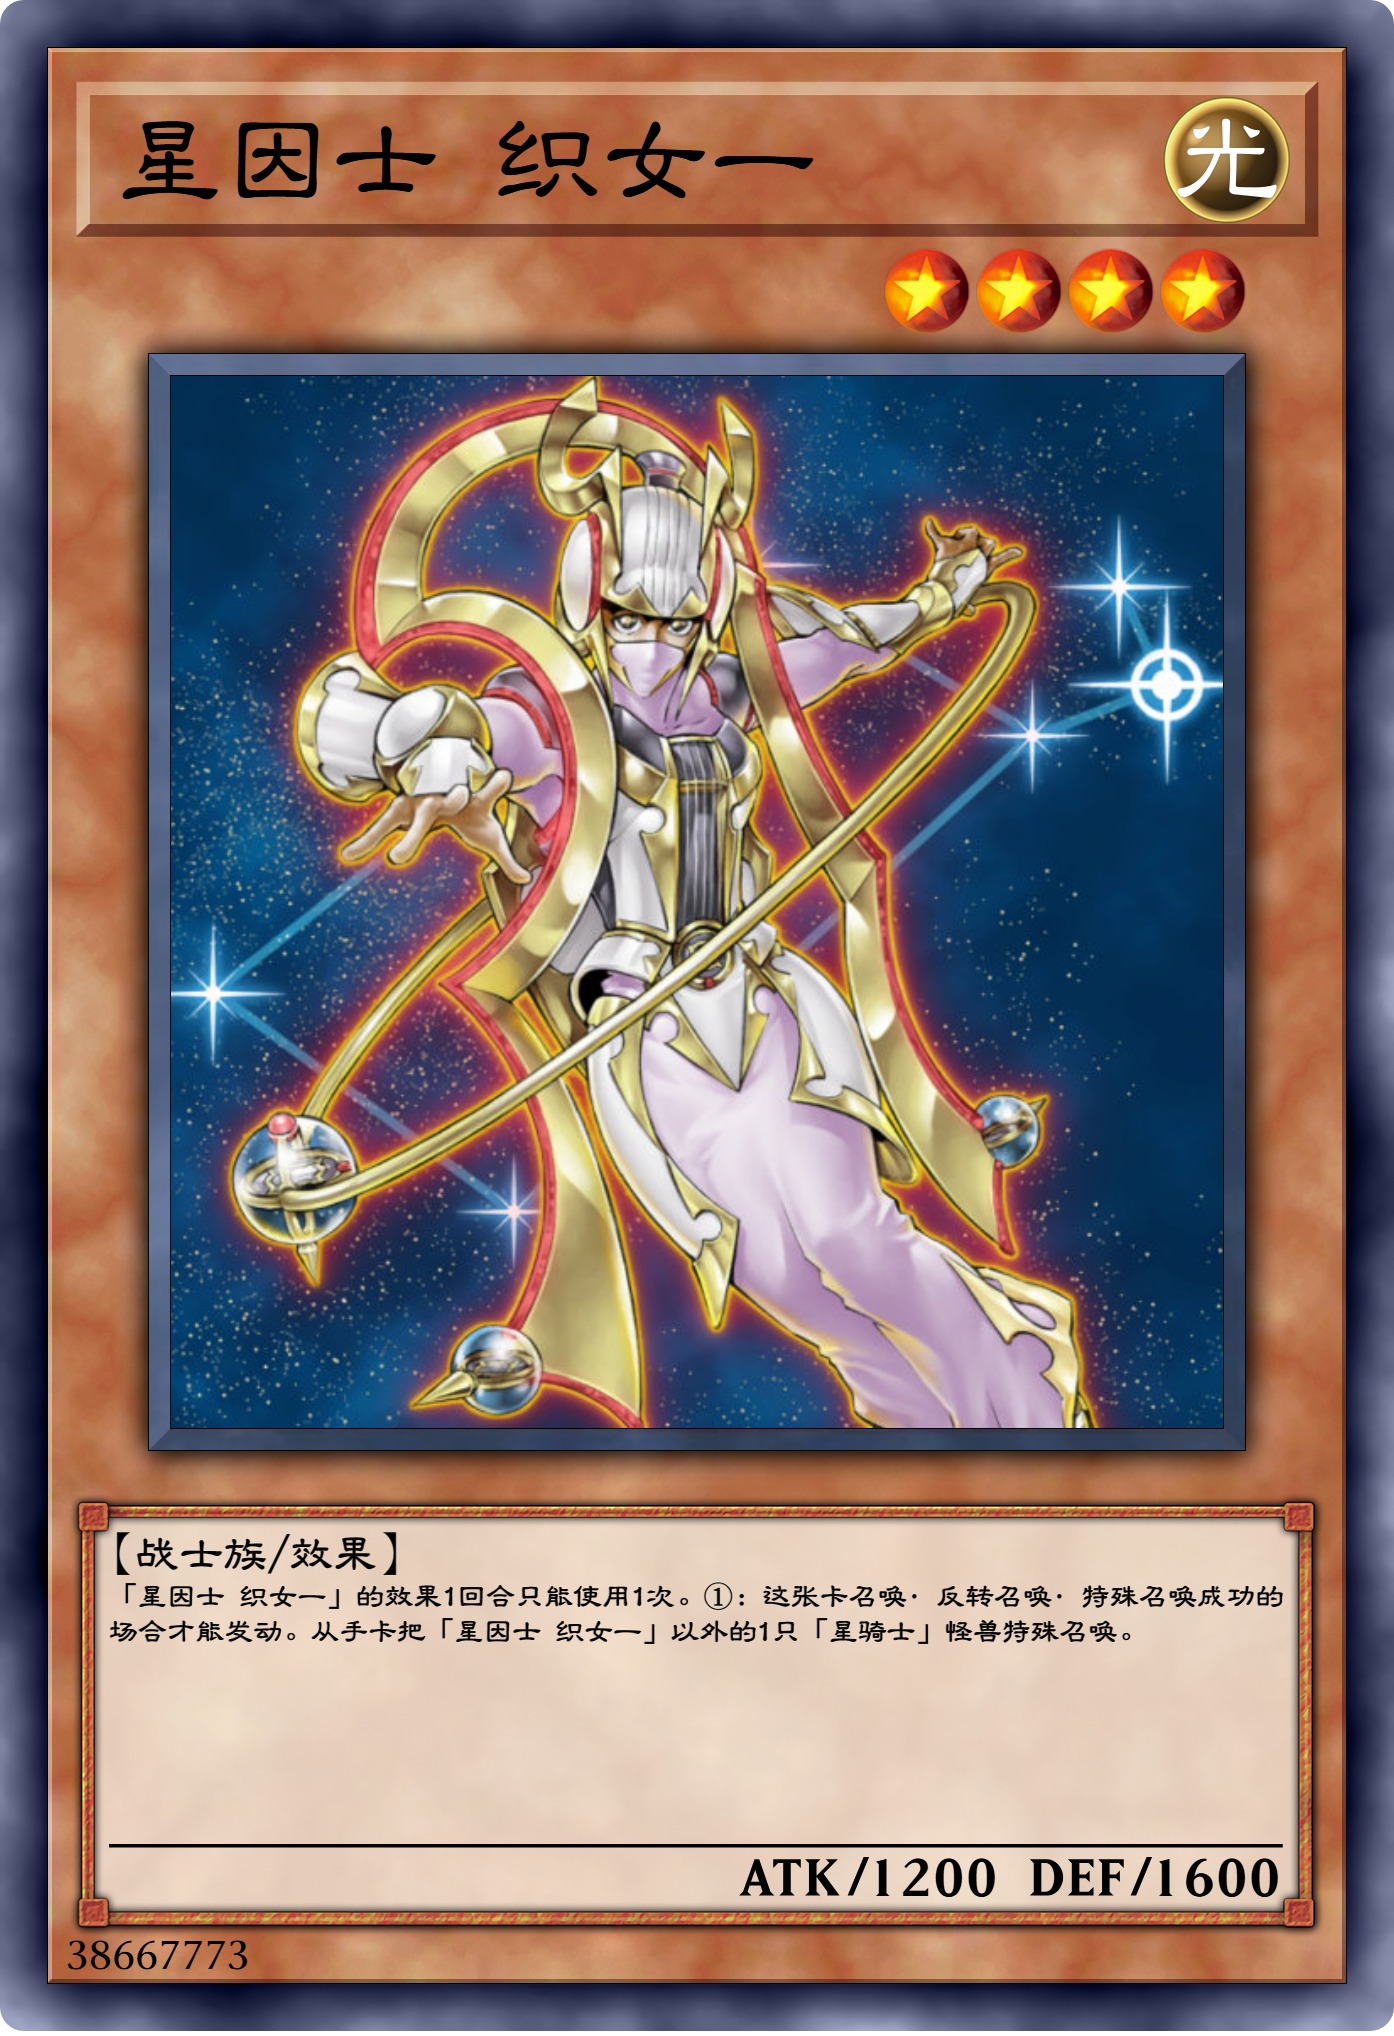 星因士 织女一
光
【战士族/效果】
「星因士 织女一」的效果1回合只能使用1次。①：这张卡召唤·反转召唤·特殊召唤成功的
场合才能发动。从手卡把「星因士 织女一」以外的1只「星骑士」怪兽特殊召唤。
ATK/1200 DEF/1600
38667773